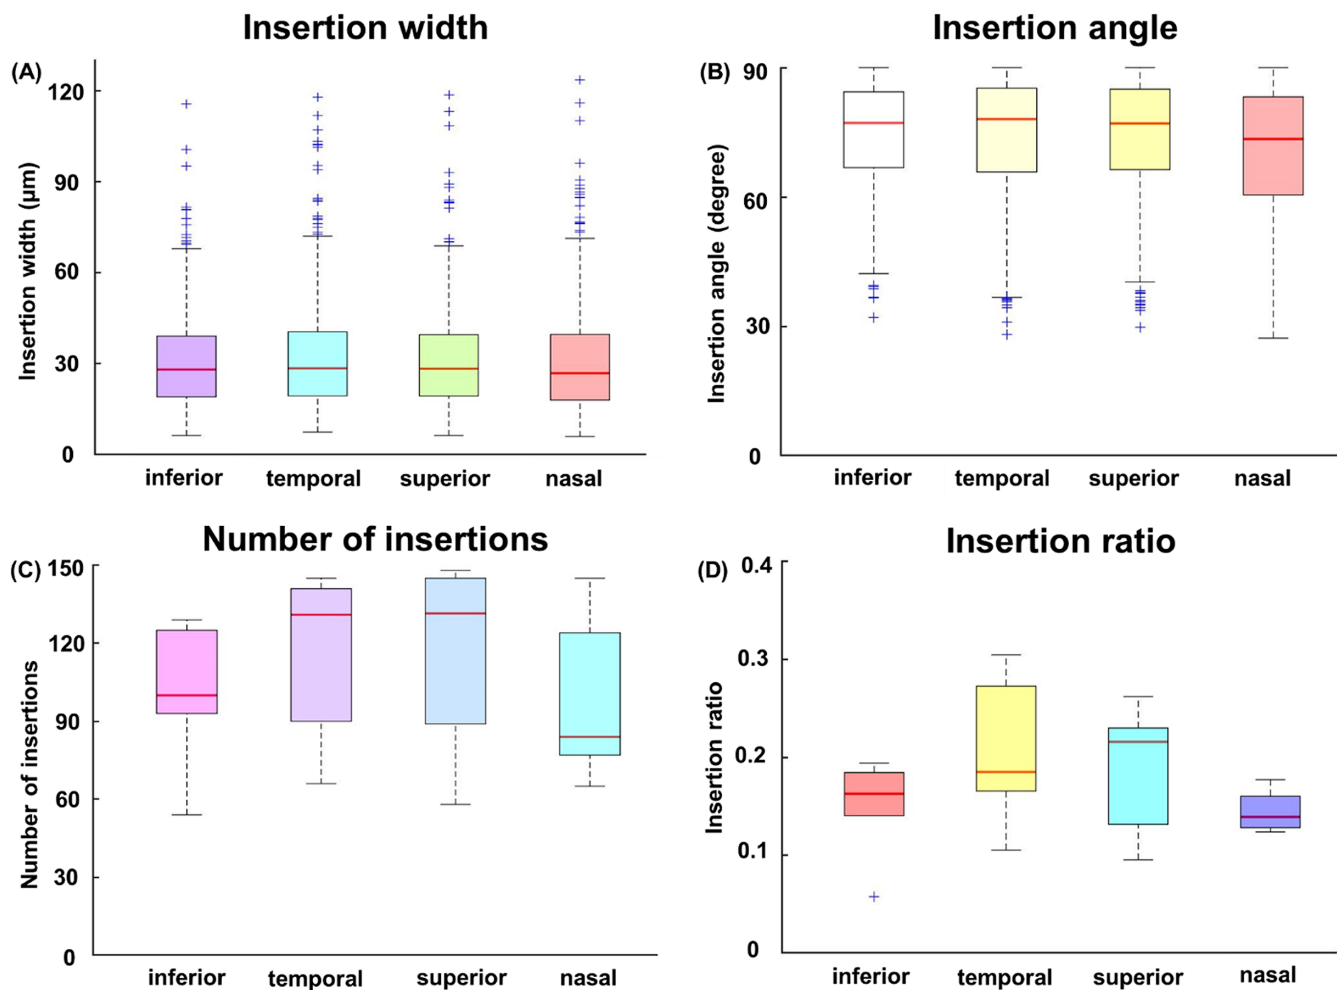 Insertion width
(A)
120
90
60
30
0
Insertion width (µm)
inferior temporal superior nasal
Insertion angle
(B)
90
60
30
0
Insertion angle (degree)
inferior temporal superior nasal
Number of insertions
(C)
150
120
90
60
30
0
Number of insertions
inferior temporal superior nasal
Insertion ratio
(D)
0.4
0.3
0.2
0.1
0
Insertion ratio
inferior temporal superior nasal